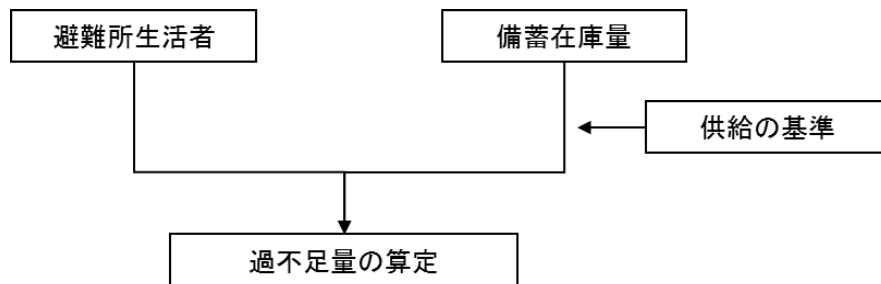 避難所生活者
備蓄在庫量
供給の基準
過不足量の算定